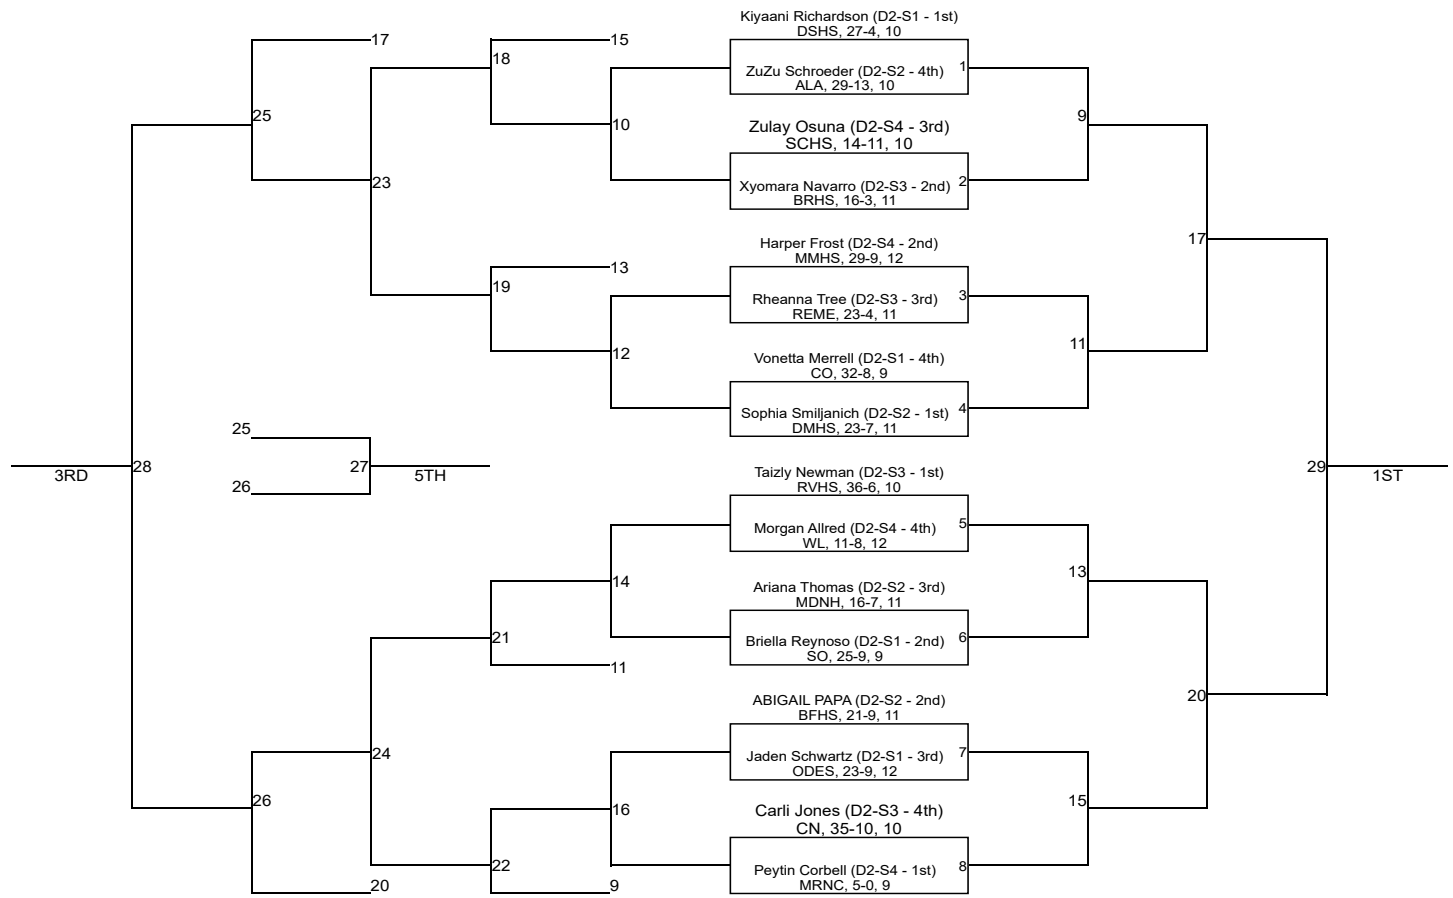 Kiyaani Richardson (D2-S1 - 1st)
DSHS, 27-4, 10
17
15
18
ZuZu Schroeder (D2-S2 - 4th) 1
ALA, 29-13, 10
25
10
9
Zulay Osuna (D2-S4 - 3rd)
SCHS, 14-11, 10
23
Xyomara Navarro (D2-S3 - 2nd) 2
BRHS, 16-3, 11
17
Harper Frost (D2-S4 - 2nd)
MMHS, 29-9, 12
13
19
Rheanna Tree (D2-S3 - 3rd) 3
REME, 23-4, 11
12
11
Vonetta Merrell (D2-S1 - 4th)
CO, 32-8, 9
Sophia Smiljanich (D2-S2 - 1st) 4
DMHS, 23-7, 11
25
28
27
29
3RD
5TH
1ST
26
Taizly Newman (D2-S3 - 1st)
RVHS, 36-6, 10
Morgan Allred (D2-S4 - 4th) 5
WL, 11-8, 12
14
13
Ariana Thomas (D2-S2 - 3rd)
MDNH, 16-7, 11
21
Briella Reynoso (D2-S1 - 2nd) 6
SO, 25-9, 9
11
20
ABIGAIL PAPA (D2-S2 - 2nd)
BFHS, 21-9, 11
24
Jaden Schwartz (D2-S1 - 3rd) 7
ODES, 23-9, 12
26
16
15
Carli Jones (D2-S3 - 4th)
CN, 35-10, 10
22
Peytin Corbell (D2-S4 - 1st) 8
MRNC, 5-0, 9
20
9